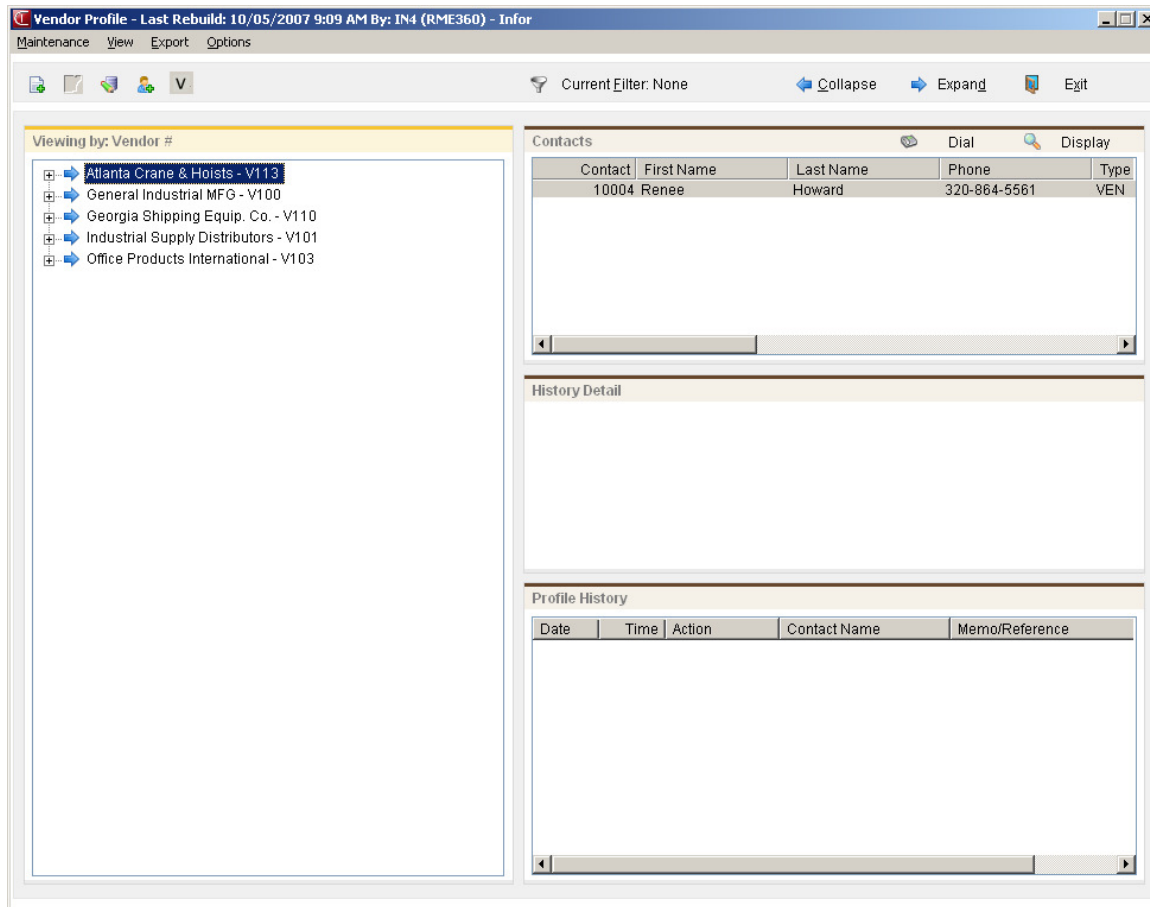 Vendor Profile - Last Rebuild: 10/05/2007 9:09 AM By: IN4 (RME360) - Infor
Maintenance View Export Options
V Current Filter: None Collapse Expand Exit
Viewing by: Vendor #
Atlanta Crane & Hoists - V113
General Industrial MFG - V100
Georgia Shipping Equip. Co. - V110
Industrial Supply Distributors - V101
Office Products International - V103
Contacts Dial Display
Contact First Name Last Name Phone Type
10004 Renee Howard 320-864-5561 VEN
History Detail
Profile History
Date Time Action Contact Name Memo/Reference